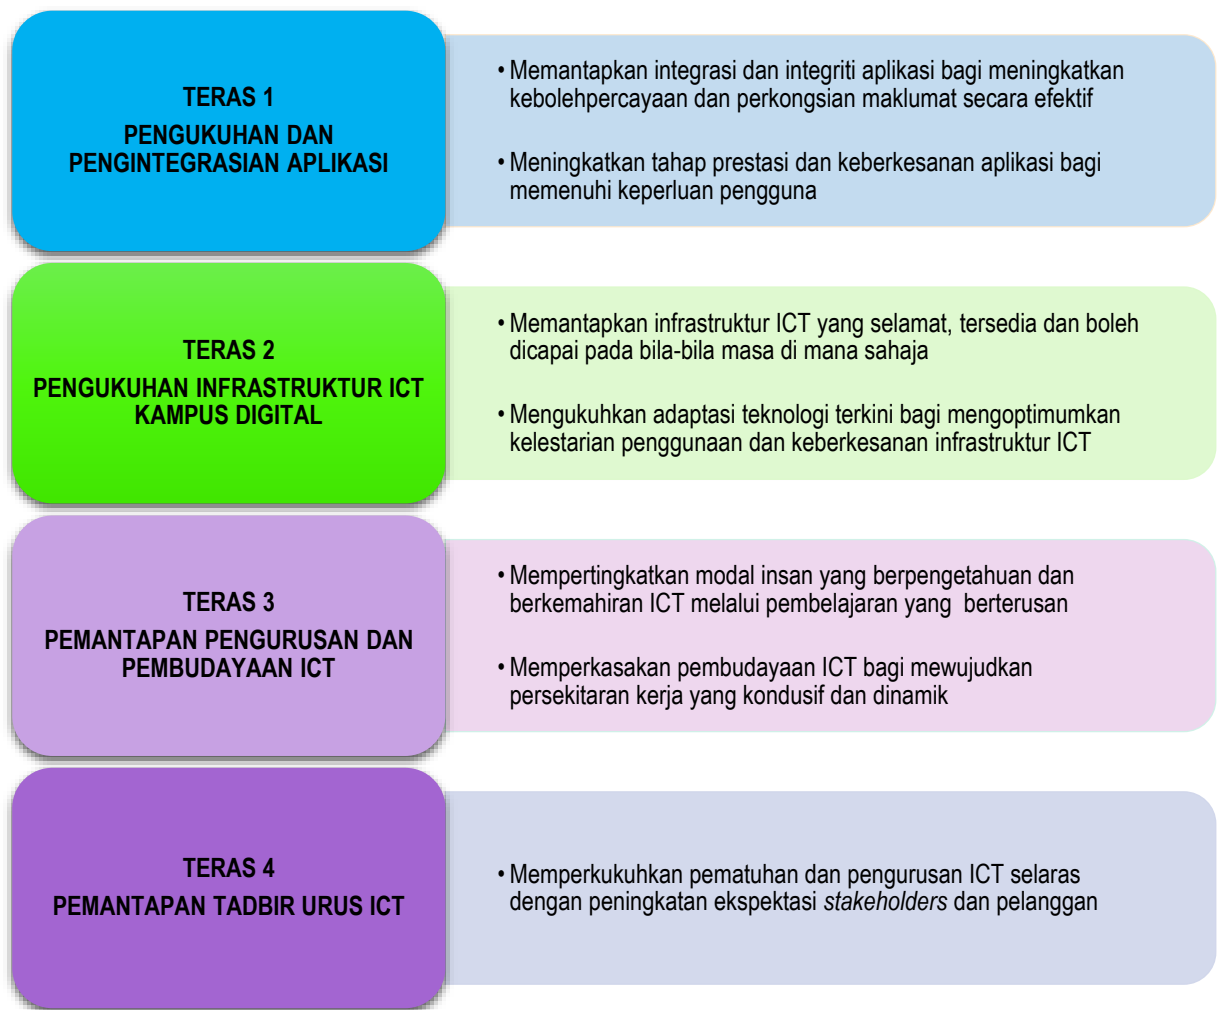 TERAS 1
PENGUKUHAN DAN
PENGINTEGRASIAN APLIKASI
• Memantapkan integrasi dan integriti aplikasi bagi meningkatkan
kebolehpercayaan dan perkongsian maklumat secara efektif
• Meningkatkan tahap prestasi dan keberkesanan aplikasi bagi
memenuhi keperluan pengguna
TERAS 2
PENGUKUHAN INFRASTRUKTUR ICT
KAMPUS DIGITAL
• Memantapkan infrastruktur ICT yang selamat, tersedia dan boleh
dicapai pada bila-bila masa di mana sahaja
• Mengukuhkan adaptasi teknologi terkini bagi mengoptimumkan
kelestarian penggunaan dan keberkesanan infrastruktur ICT
TERAS 3
PEMANTAPAN PENGURUSAN DAN
PEMBUDAYAAN ICT
• Mempertingkatkan modal insan yang berpengetahuan dan
berkemahiran ICT melalui pembelajaran yang berterusan
• Memperkasakan pembudayaan ICT bagi mewujudkan
persekitaran kerja yang kondusif dan dinamik
TERAS 4
PEMANTAPAN TADBIR URUS ICT
• Memperkukuhkan pematuhan dan pengurusan ICT selaras
dengan peningkatan ekspektasi stakeholders dan pelanggan